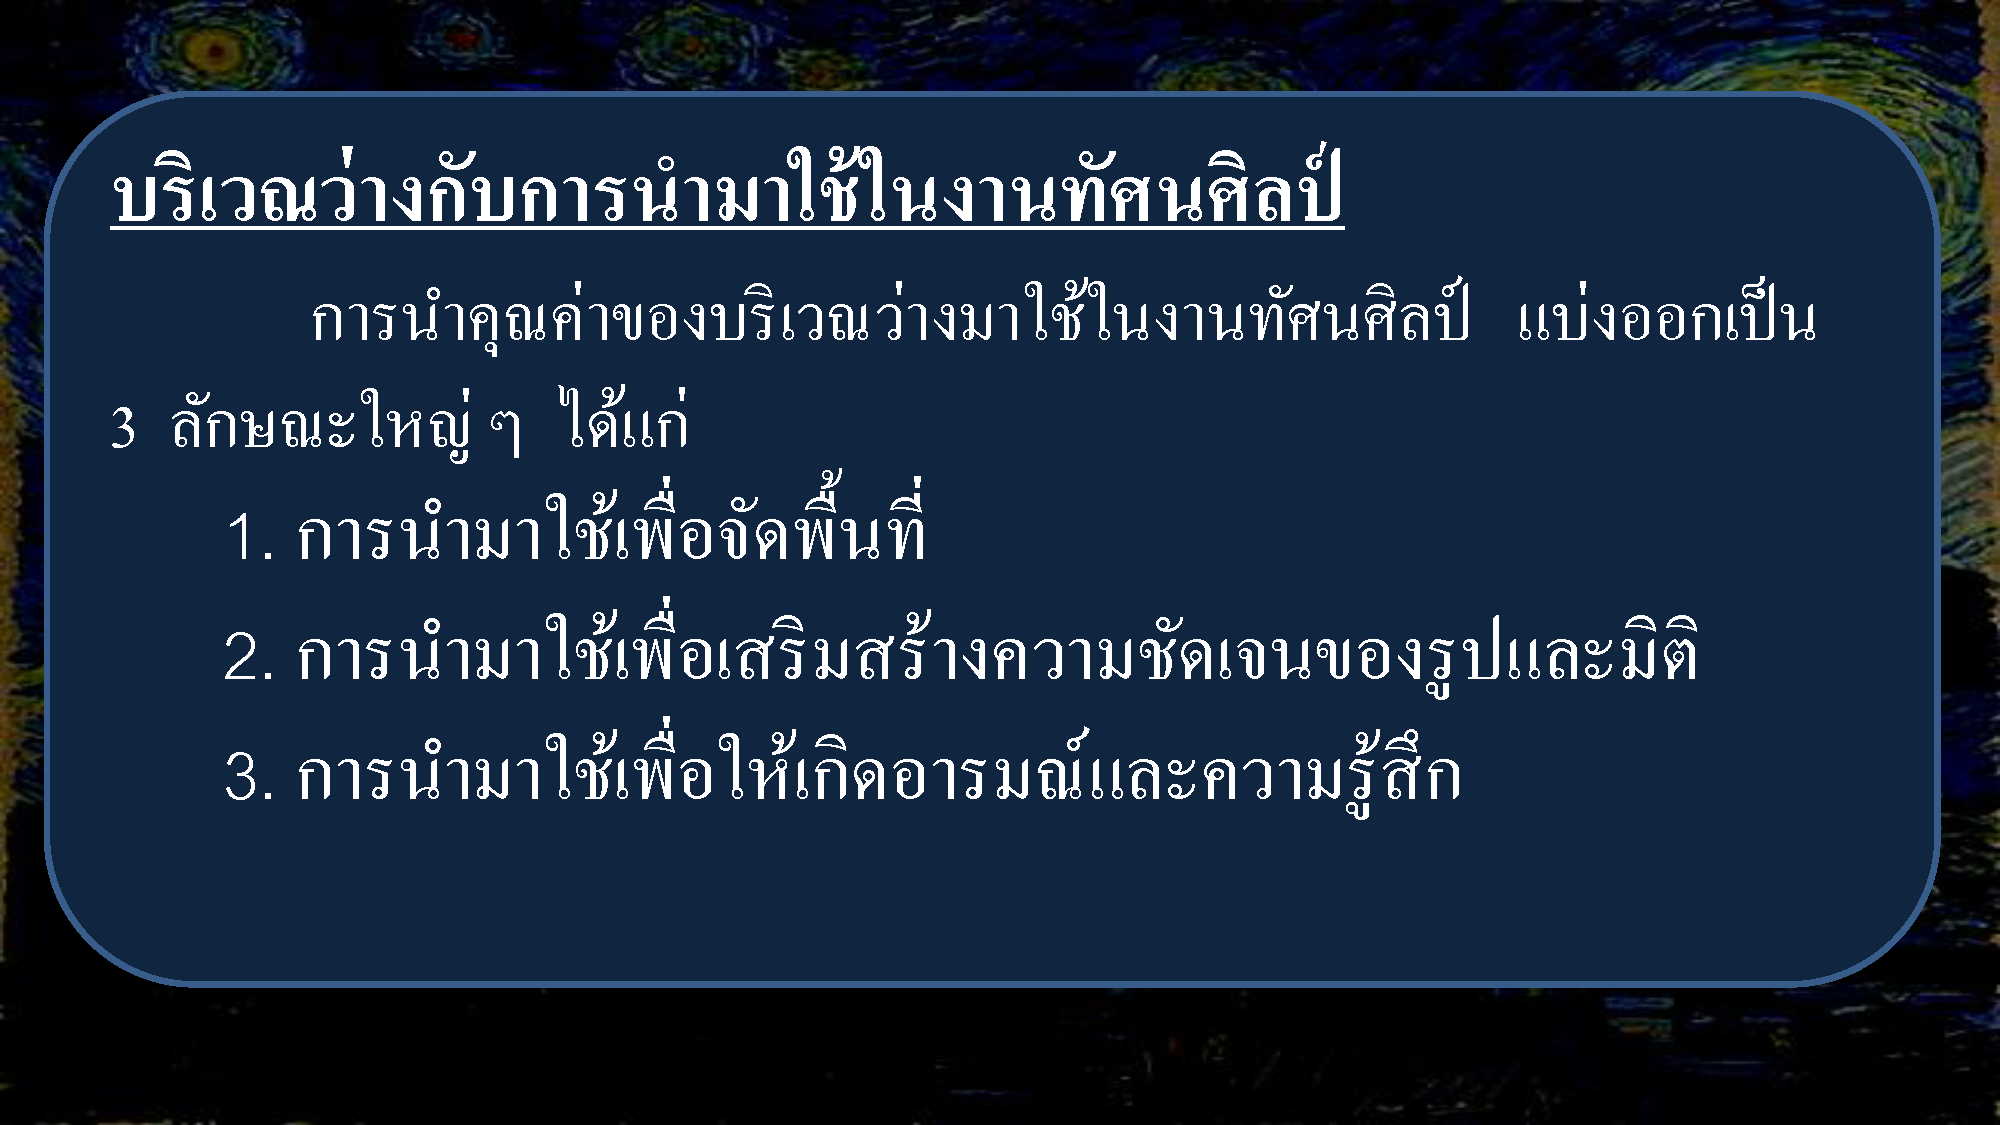 บริเวณว่างกับการนำมาใช้ในงานทัศนศิลป์
การนำคุณค่าของบริเวณว่างมาใช้ในงานทัศนศิลป์ แบ่งออกเป็น
3 ลักษณะใหญ่ ๆ ได้แก่
1. การนำมาใช้เพื่อจัดพื้นที่
2. การนำมาใช้เพื่อเสริมสร้างความชัดเจนของรูปและมิติ
3. การนำมาใช้เพื่อให้เกิดอารมณ์และความรู้สึก